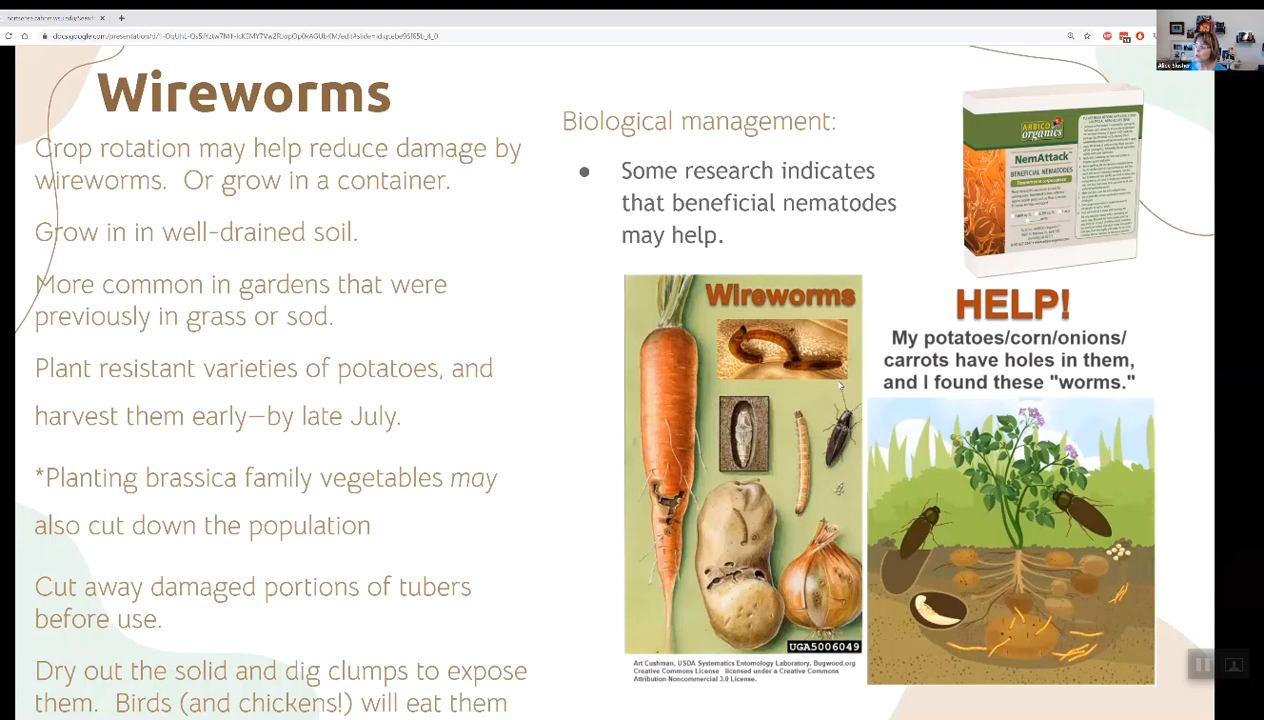 docs.google.com/presentation/d/
Alice Slusher
Wireworms
Crop rotation may help reduce damage by
wireworms. Or grow in a container.
Grow in in well-drained soil.
More common in gardens that were
previously in grass or sod.
Plant resistant varieties of potatoes, and
harvest them early—by late July.
*Planting brassica family vegetables may
also cut down the population
Cut away damaged portions of tubers
before use.
Dry out the solid and dig clumps to expose
them. Birds (and chickens!) will eat them
Biological management:
● Some research indicates
that beneficial nematodes
may help.
ARBICO
organics
NemAttack
BENEFICIAL NEMATODES
Wireworms
UGA5006049
Art Cushman, USDA Systematics Entomology Laboratory, Bugwood.org
Creative Commons License licensed under a Creative Commons
Attribution-Noncommercial 3.0 License.
HELP!
My potatoes/corn/onions/
carrots have holes in them,
and I found these "worms."